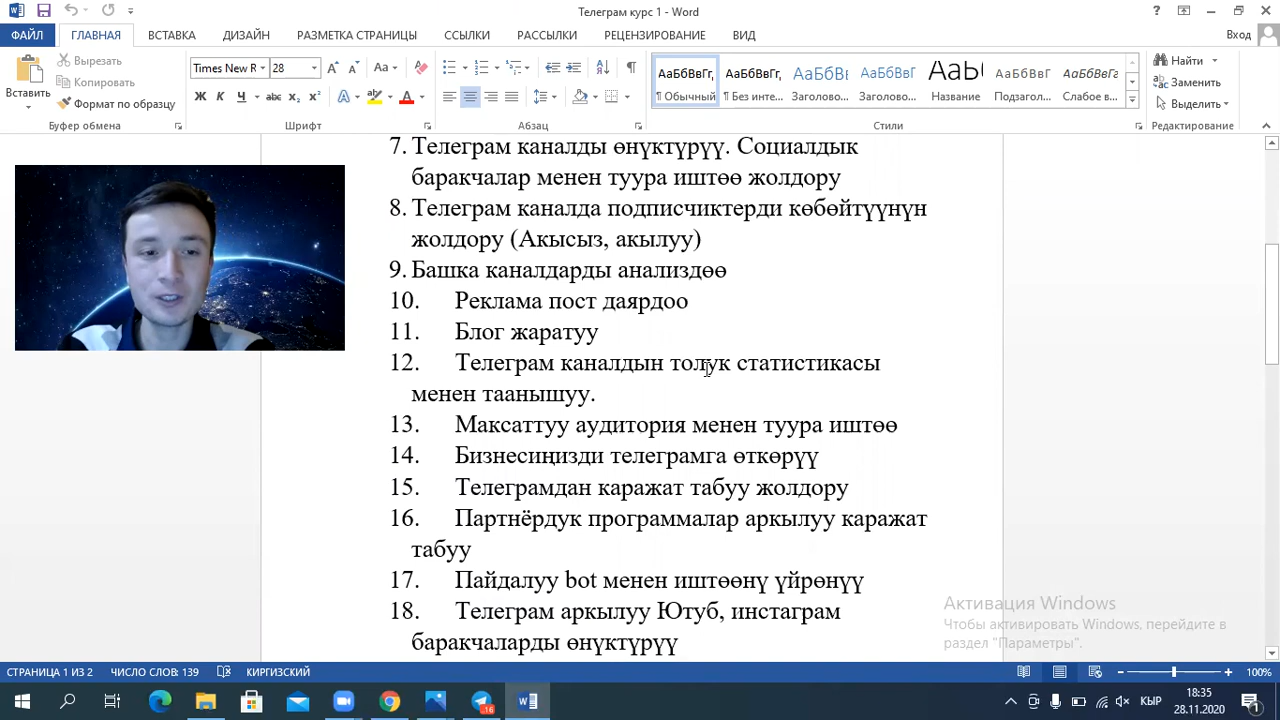 Телеграм курс 1 - Word
ФАЙЛ ГЛАВНАЯ ВСТАВКА ДИЗАЙН РАЗМЕТКА СТРАНИЦЫ ССЫЛКИ РАССЫЛКИ РЕЦЕНЗИРОВАНИЕ ВИД Вход
Вставить
Вырезать
Копировать
Формат по образцу
Буфер обмена
Times New R 28
Шрифт
Абзац
АаБбВвГг, АаБбВвГг, АаБбВ АаБбВвГ АаБ АаБбВвГг АаБбВвГг
¶ Обычный ¶ Без инте... Заголово... Заголово... Название Подзагол... Слабое в...
Стили
Найти
Заменить
Выделить
Редактирование
7. Телеграм каналды өнүктүрүү. Социалдык
баракчалар менен туура иштөө жолдору
8. Телеграм каналда подписчиктерди көбөйтүүнүн
жолдору (Акысыз, акылуу)
9. Башка каналдарды анализдөө
10. Реклама пост даярдоо
11. Блог жаратуу
12. Телеграм каналдын толук статистикасы
менен таанышуу.
13. Максаттуу аудитория менен туура иштөө
14. Бизнесиңизди телеграмга өткөрүү
15. Телеграмдан каражат табуу жолдору
16. Партнёрдук программалар аркылуу каражат
табуу
17. Пайдалуу bot менен иштөөнү үйрөнүү
18. Телеграм аркылуу Ютуб, инстаграм
баракчаларды өнүктүрүү
Активация Windows
Чтобы активировать Windows, перейдите в
раздел "Параметры".
СТРАНИЦА 1 ИЗ 2 ЧИСЛО СЛОВ: 139 КИРГИЗСКИЙ 100%
16
КЫР
18:35
28.11.2020